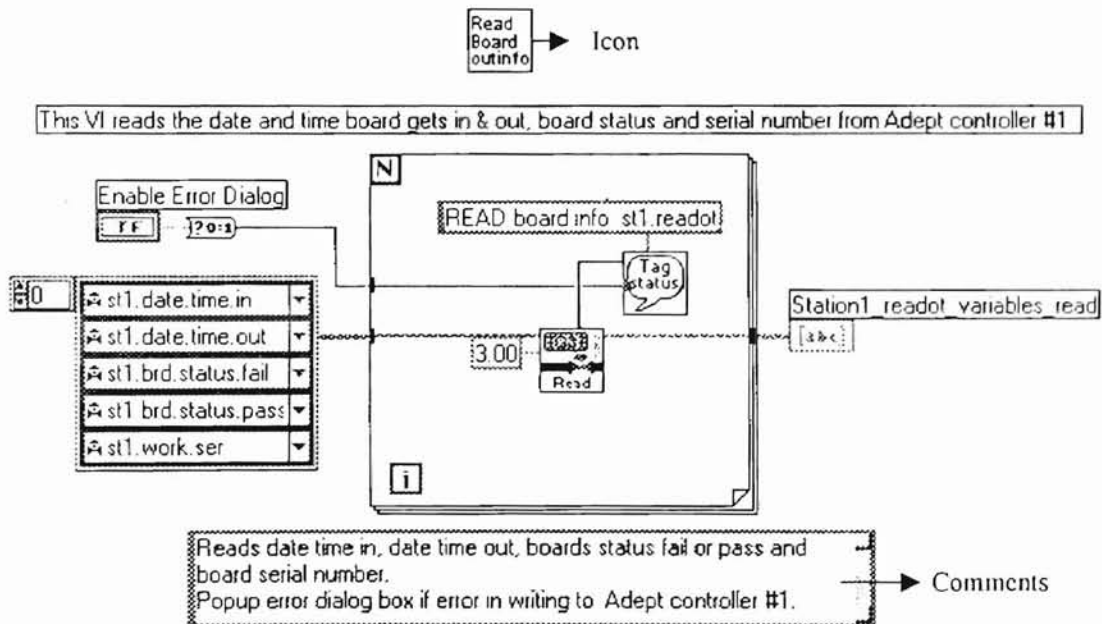 Read
Board
outinfo
Icon
This VI reads the date and time board gets in & out, board status and serial number from Adept controller #1
N
Enable Error Dialog
TF
?0:1
READ board info st1.readot
Tag
status
0
st1.date.time.in
st1.date.time.out
st1.brd.status.fail
st1 brd.status.pass
st1.work.ser
3.00
Read
Station1_readot_variables_read
abc
i
Reads date time in, date time out, boards status fail or pass and
board serial number.
Popup error dialog box if error in writing to Adept controller #1.
Comments